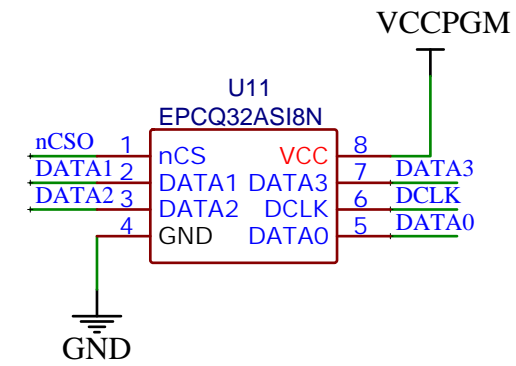 VCCPGM
U11
EPCQ32ASI8N
nCSO 1 nCS VCC 8
DATA1 2 DATA1 DATA3 7 DATA3
DATA2 3 DATA2 DCLK 6 DCLK
4 GND DATA0 5 DATA0
GND